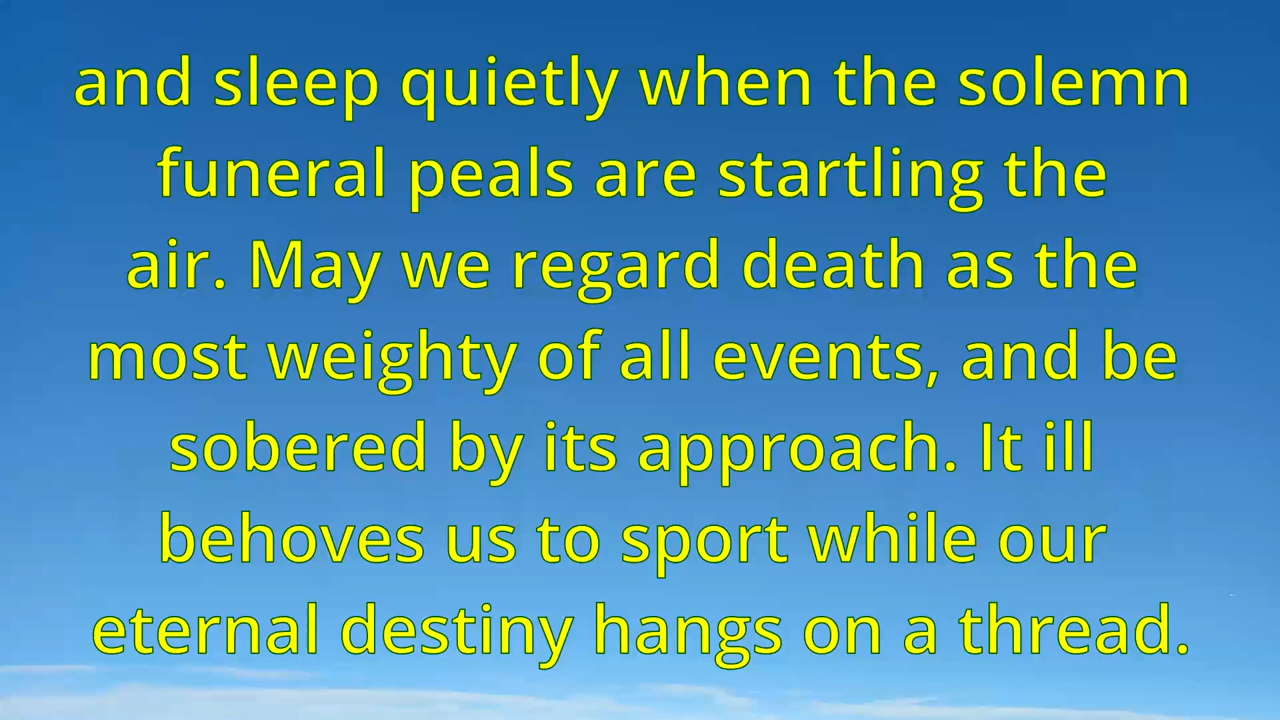 and sleep quietly when the solemn
funeral peals are startling the
air. May we regard death as the
most weighty of all events, and be
sobered by its approach. It ill
behoves us to sport while our
eternal destiny hangs on a thread.